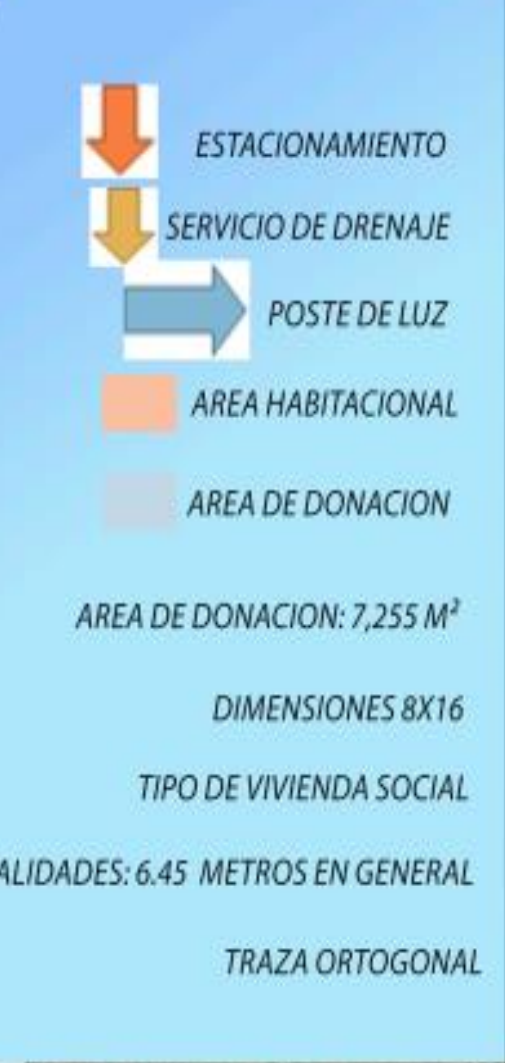 ESTACIONAMIENTO
SERVICIO DE DRENAJE
POSTE DE LUZ
AREA HABITACIONAL
AREA DE DONACION
AREA DE DONACION: 7,255 M²
DIMENSIONES 8X16
TIPO DE VIVIENDA SOCIAL
ALIDADES: 6.45 METROS EN GENERAL
TRAZA ORTOGONAL